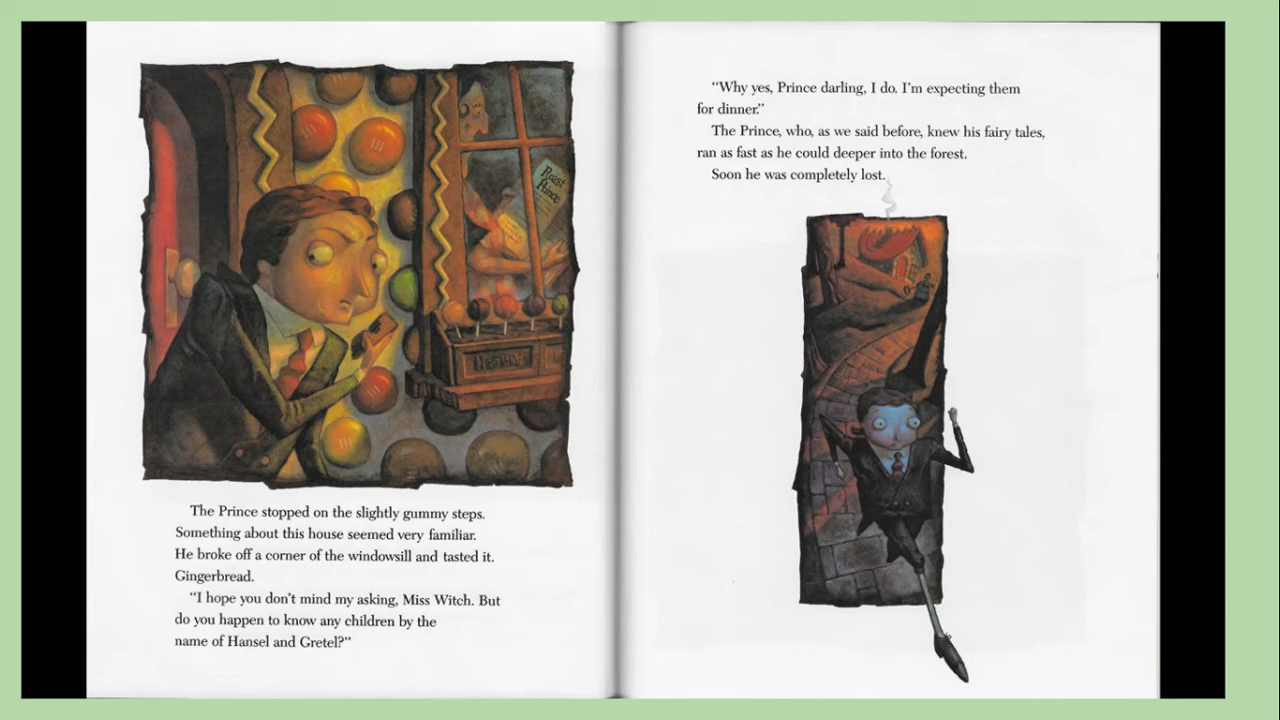 Roast
Prince
The Prince stopped on the slightly gummy steps.
Something about this house seemed very familiar.
He broke off a corner of the windowsill and tasted it.
Gingerbread.
“I hope you don’t mind my asking, Miss Witch. But
do you happen to know any children by the
name of Hansel and Gretel?”
“Why yes, Prince darling, I do. I’m expecting them
for dinner.”
The Prince, who, as we said before, knew his fairy tales,
ran as fast as he could deeper into the forest.
Soon he was completely lost.